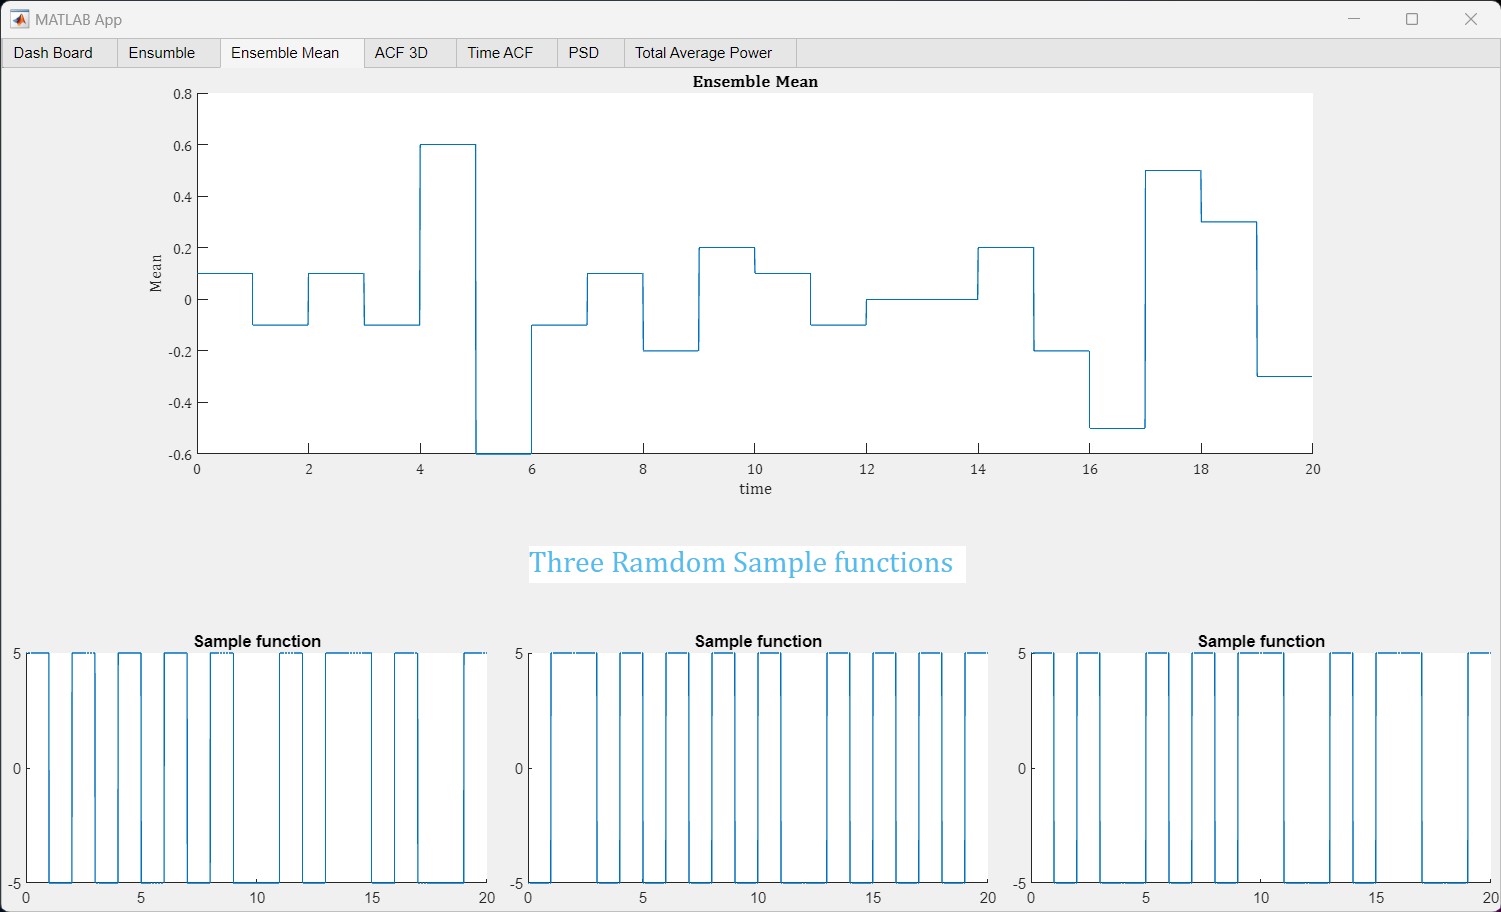 MATLAB App
Dash Board Ensumble Ensemble Mean ACF 3D Time ACF PSD Total Average Power
Ensemble Mean
0.8
0.6
0.4
0.2
0
-0.2
-0.4
-0.6
Mean
0 2 4 6 8 10 12 14 16 18 20
time
Three Ramdom Sample functions
Sample function
5
0
-5
0 5 10 15 20
Sample function
5
0
-5
0 5 10 15 20
Sample function
5
0
-5
0 5 10 15 20